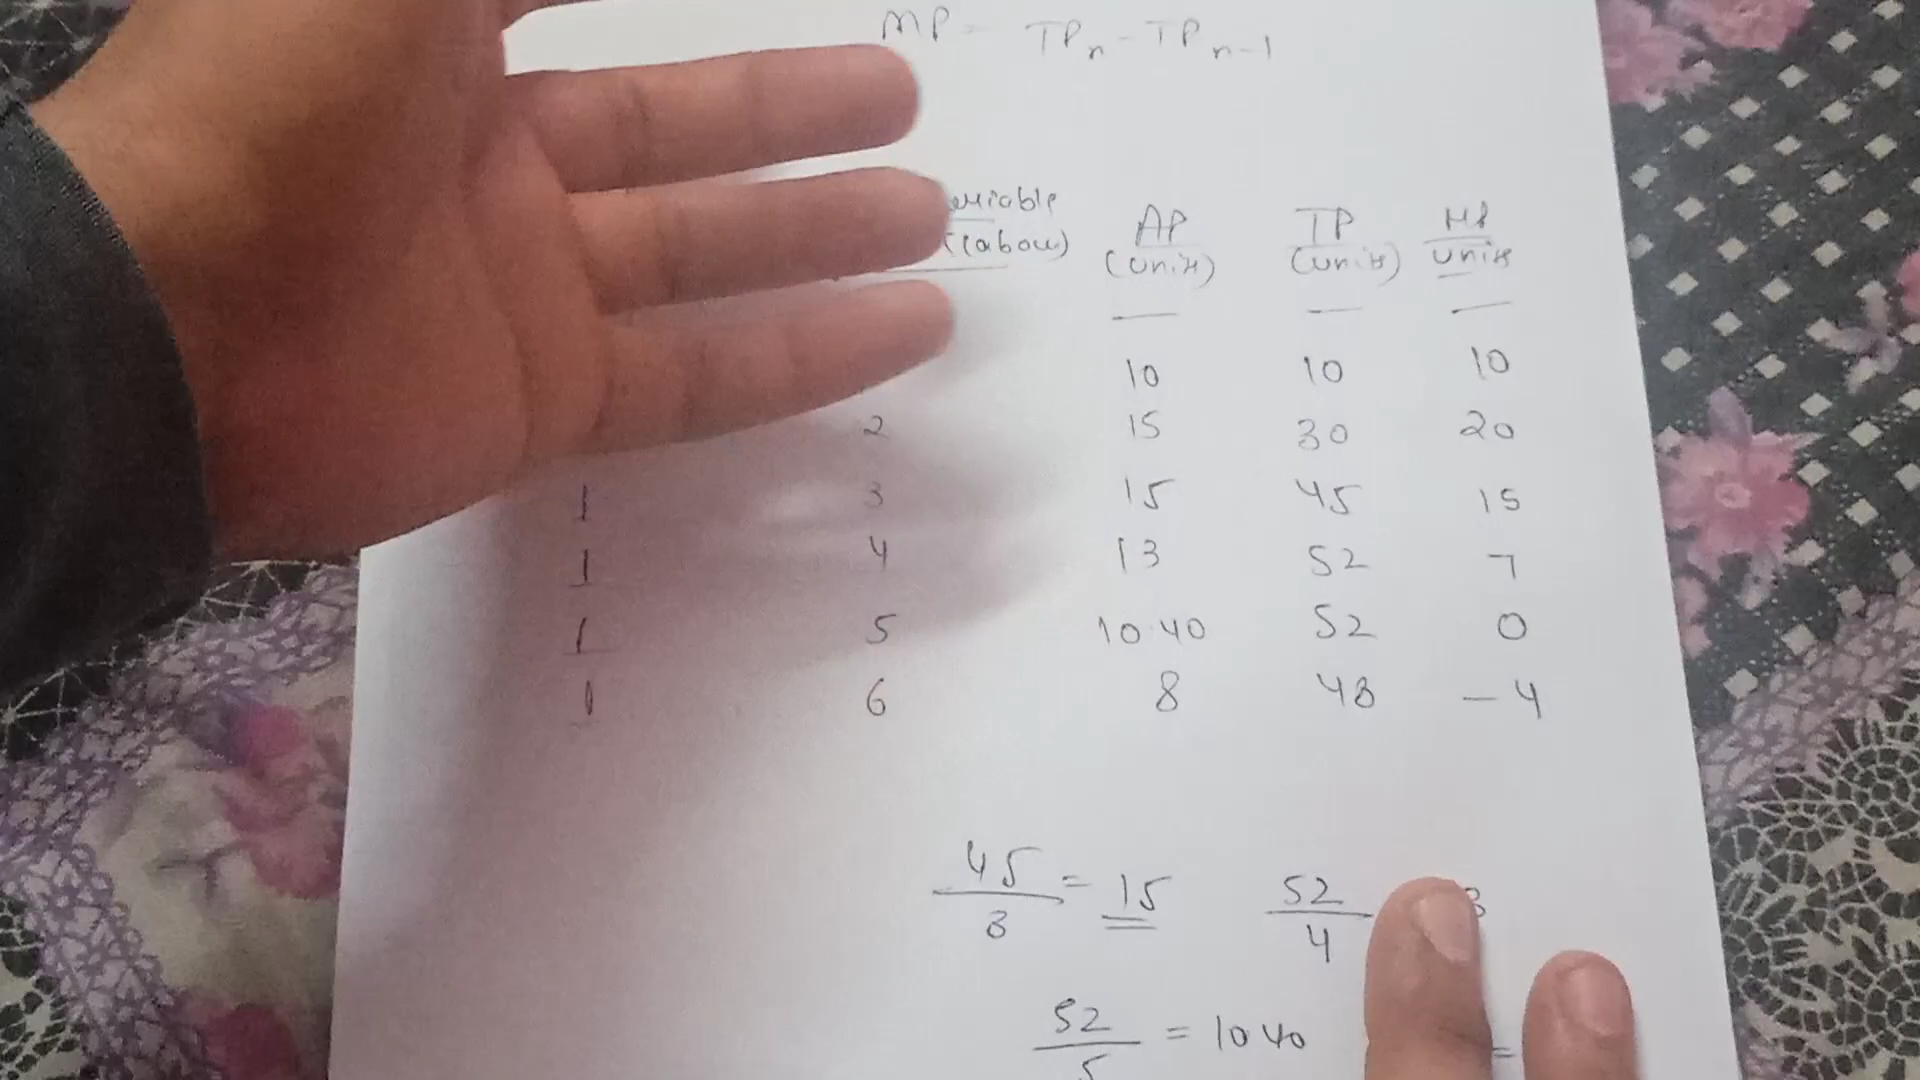 MP = TPn - TPn-1
(labour) AP TP MP
(units) (units) units
— — —
10 10 10
2 15 30 20
1 3 15 45 15
1 4 13 52 7
1 5 10.40 52 0
1 6 8 48 -4
45/3 = 15 52/4
52/5 = 10.40 =